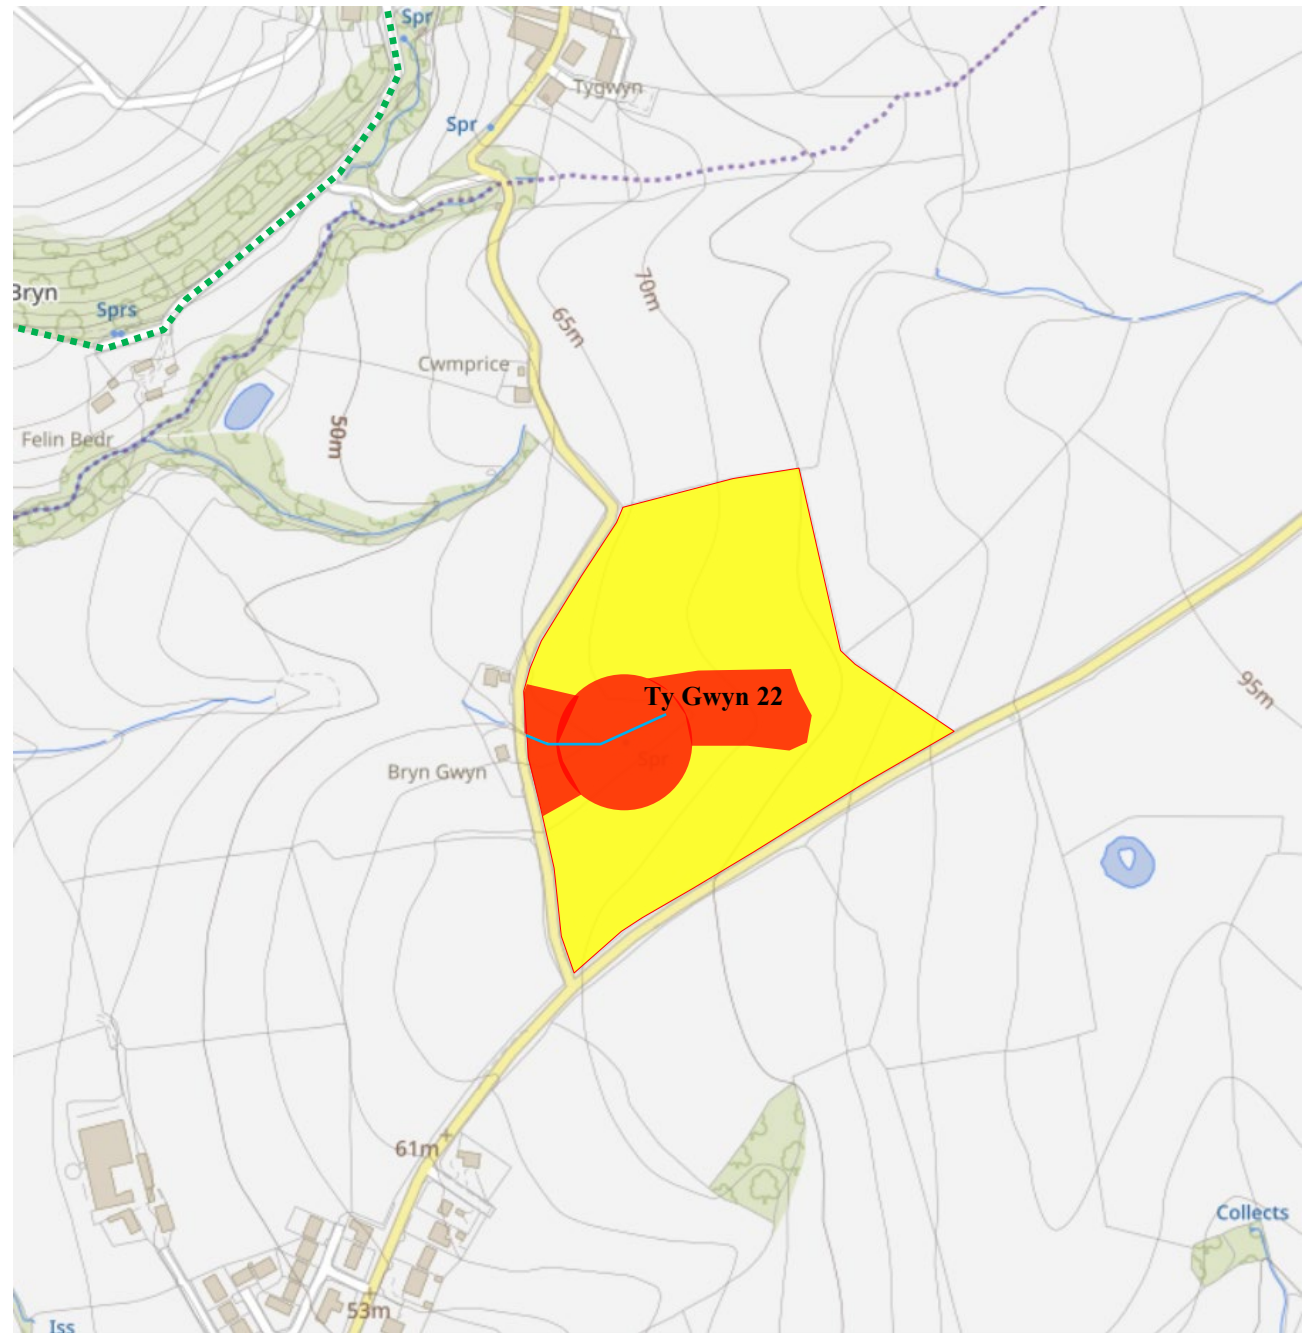 Spr
Tygwyn
Spr
70m
Bryn
Sprs
65m
Cwmprice
50m
Felin Bedr
95m
Ty Gwyn 22
Spr
Bryn Gwyn
61m
Collects
53m
Iss